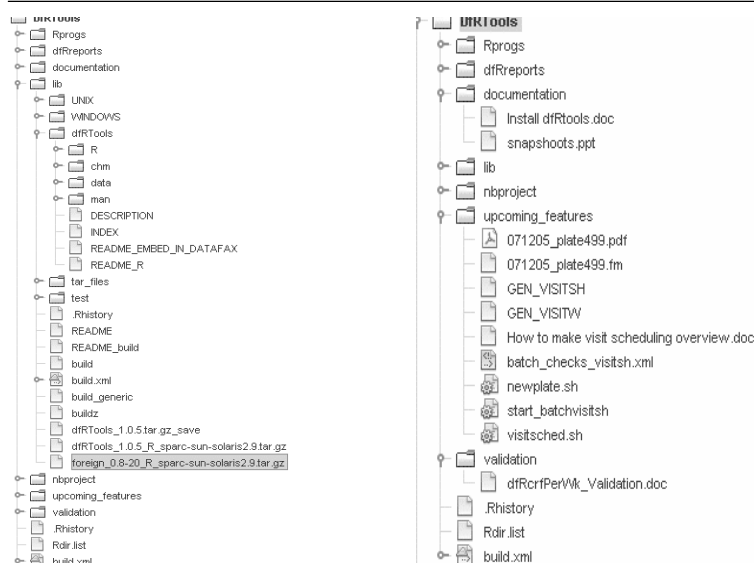 DfRTools
Rprogs
dfRreports
documentation
lib
UNIX
WINDOWS
dfRTools
R
chm
data
man
DESCRIPTION
INDEX
README_EMBED_IN_DATAFAX
README_R
tar_files
test
.Rhistory
README
README_build
build
build.xml
build_generic
buildz
dfRTools_1.0.5.tar.gz_save
dfRTools_1.0.5_R_sparc-sun-solaris2.9.tar.gz
foreign_0.8-20_R_sparc-sun-solaris2.9.tar.gz
nbproject
upcoming_features
validation
.Rhistory
Rdir.list
build.xml
DfRTools
Rprogs
dfRreports
documentation
Install dfRtools.doc
snapshoots.ppt
lib
nbproject
upcoming_features
071205_plate499.pdf
071205_plate499.fm
GEN_VISITSH
GEN_VISITW
How to make visit scheduling overview.doc
batch_checks_visitsh.xml
newplate.sh
start_batchvisitsh
visitsched.sh
validation
dfRcrfPerWk_Validation.doc
.Rhistory
Rdir.list
build.xml